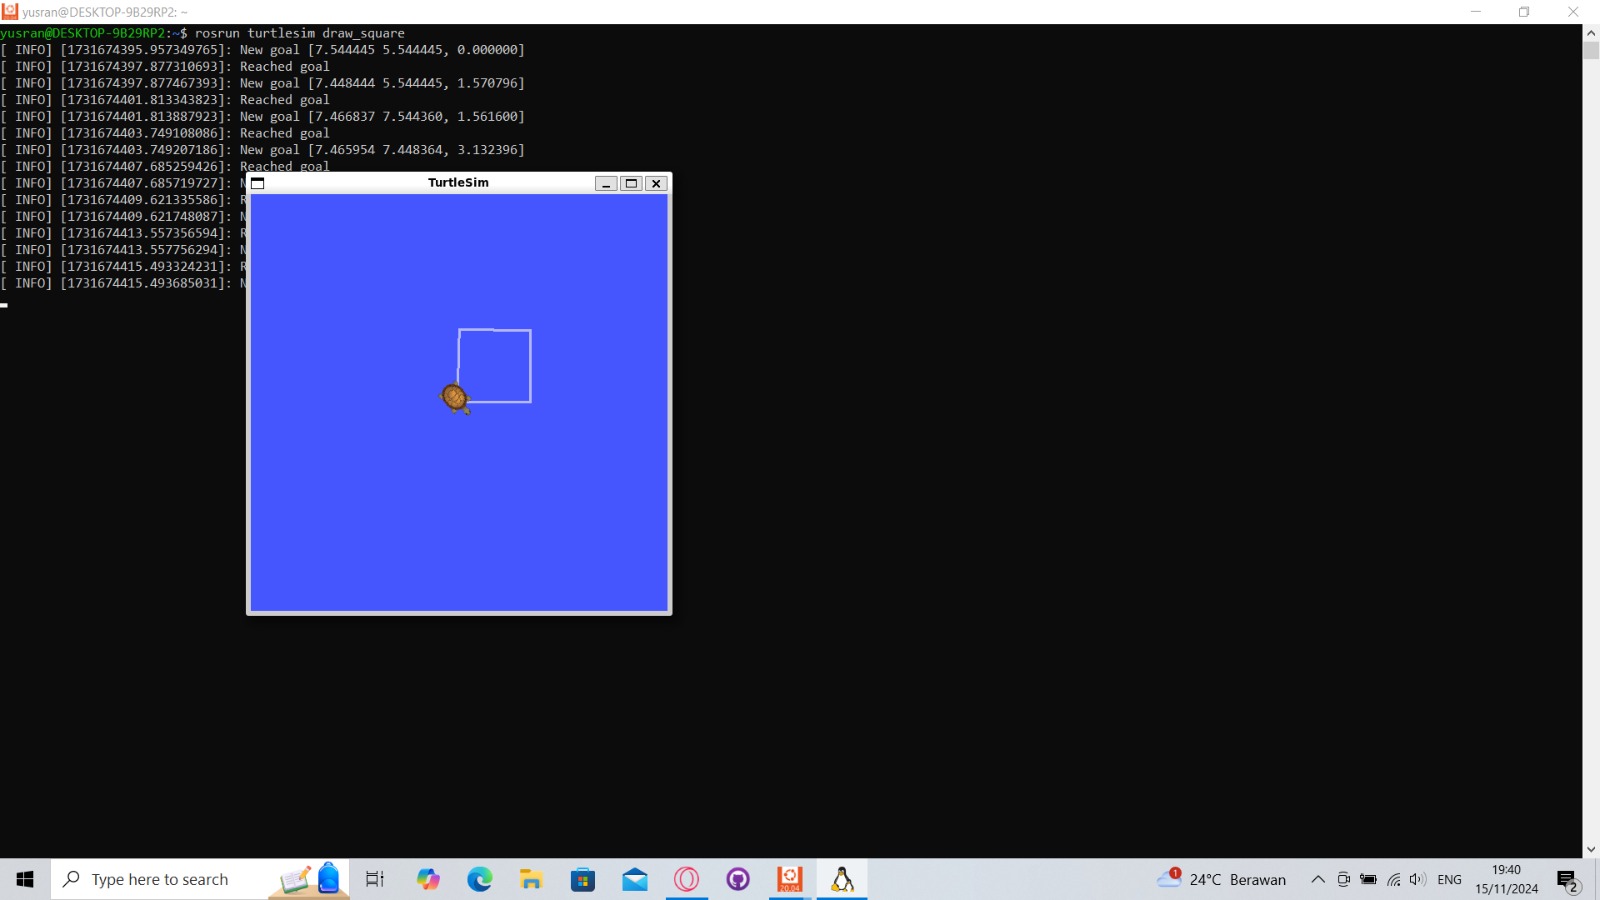 yusran@DESKTOP-9B29RP2: ~
yusran@DESKTOP-9B29RP2:~$ rosrun turtlesim draw_square
[ INFO] [1731674395.957349765]: New goal [7.544445 5.544445, 0.000000]
[ INFO] [1731674397.877310693]: Reached goal
[ INFO] [1731674397.877467393]: New goal [7.448444 5.544445, 1.570796]
[ INFO] [1731674401.813343823]: Reached goal
[ INFO] [1731674401.813887923]: New goal [7.466837 7.544360, 1.561600]
[ INFO] [1731674403.749108086]: Reached goal
[ INFO] [1731674403.749207186]: New goal [7.465954 7.448364, 3.132396]
[ INFO] [1731674407.685259426]: Reached goal
[ INFO] [1731674407.685719727]: N
[ INFO] [1731674409.621335586]: R
[ INFO] [1731674409.621748087]: N
[ INFO] [1731674413.557356594]: R
[ INFO] [1731674413.557756294]: N
[ INFO] [1731674415.493324231]: R
[ INFO] [1731674415.493685031]: N
TurtleSim
Type here to search
20.04
1
24°C Berawan
ENG
19:40
15/11/2024
2